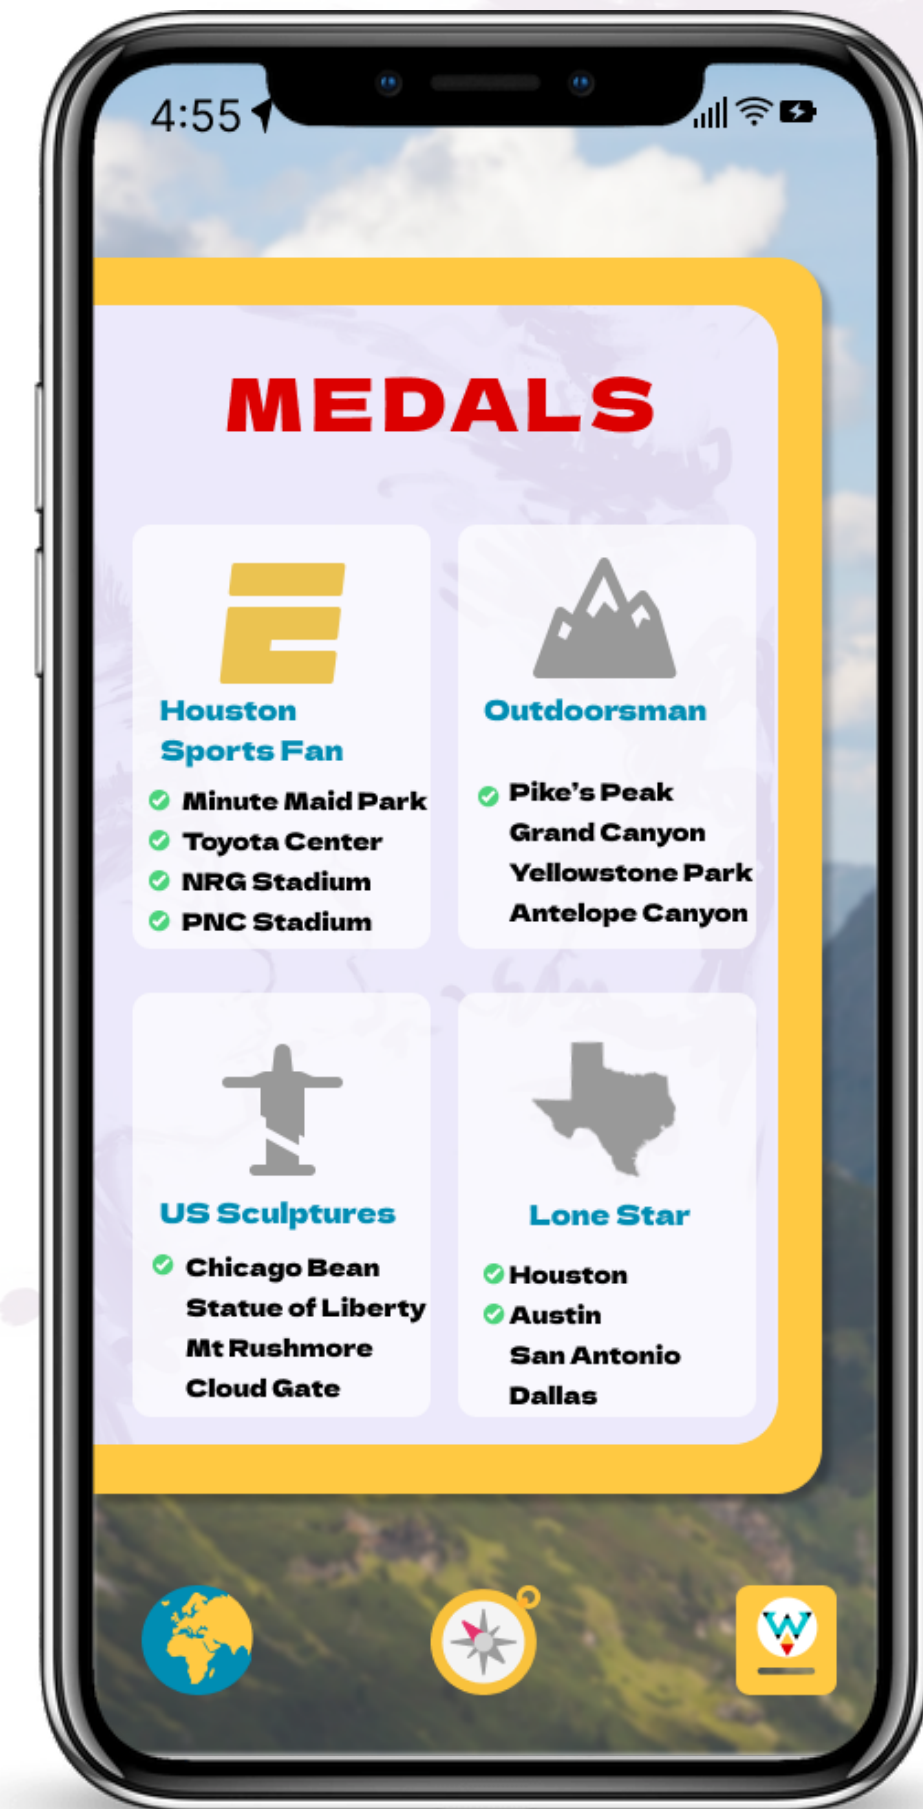 4:55
MEDALS
Houston
Sports Fan
Minute Maid Park
Toyota Center
NRG Stadium
PNC Stadium
Outdoorsman
Pike’s Peak
Grand Canyon
Yellowstone Park
Antelope Canyon
US Sculptures
Chicago Bean
Statue of Liberty
Mt Rushmore
Cloud Gate
Lone Star
Houston
Austin
San Antonio
Dallas
W